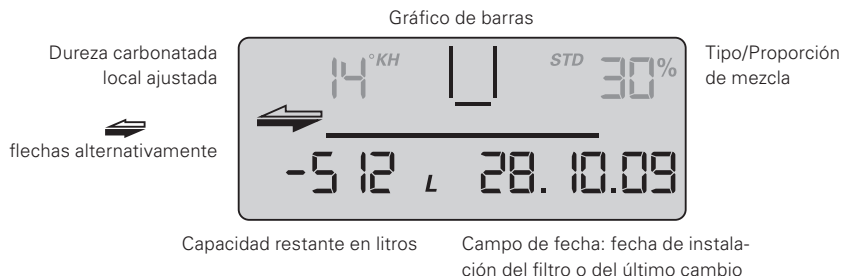 Gráfico de barras
Dureza carbonatada
local ajustada
14 °KH
STD 30%
Tipo/Proporción
de mezcla
flechas alternativamente
-512 L 28.10.09
Capacidad restante en litros
Campo de fecha: fecha de instala-
ción del filtro o del último cambio